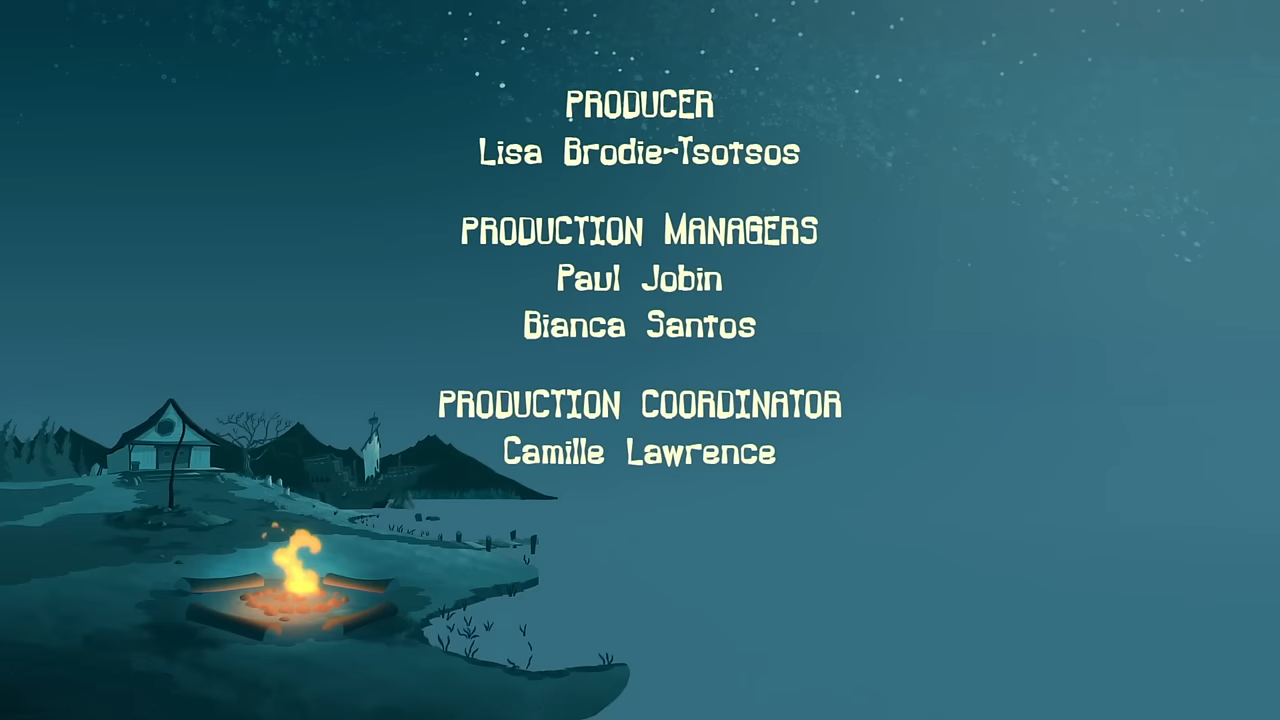 PRODUCER
Lisa Brodie-Tsotsos
PRODUCTION MANAGERS
Paul Jobin
Bianca Santos
PRODUCTION COORDINATOR
Camille Lawrence